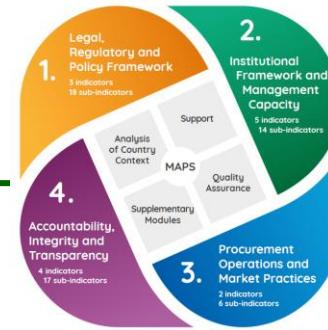 1.
Legal,
Regulatory and
Policy Framework
3 indicators
18 sub-indicators
2.
Institutional
Framework and
Management
Capacity
5 indicators
14 sub-indicators
Support
Analysis
of Country
Context
MAPS
Quality
Assurance
Supplementary
Modules
4.
Accountability,
Integrity and
Transparency
4 indicators
17 sub-indicators
3.
Procurement
Operations and
Market Practices
2 indicators
6 sub-indicators